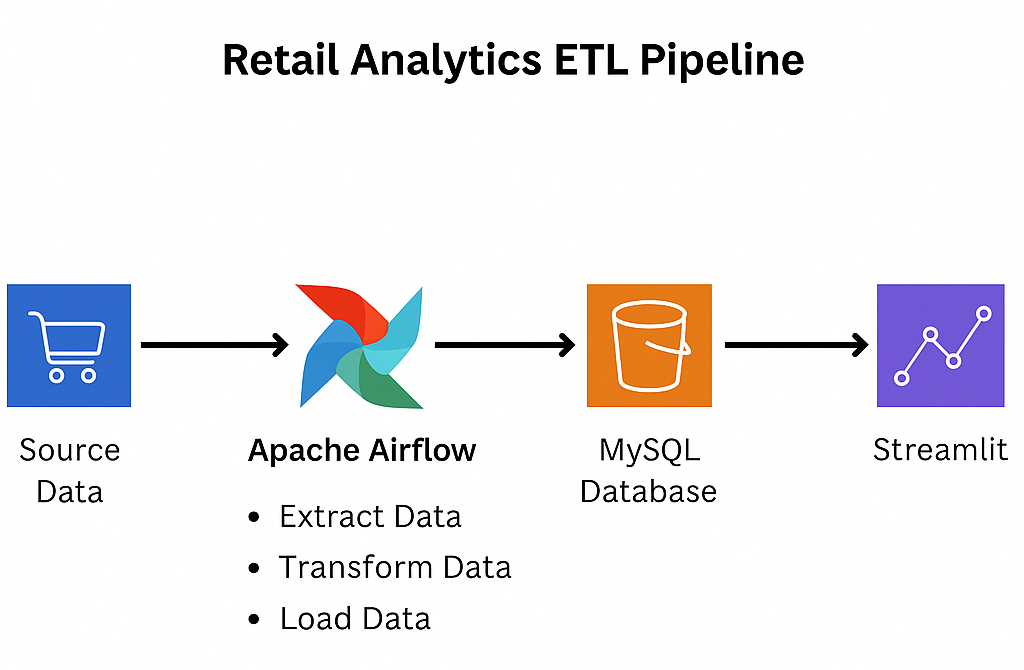 Retail Analytics ETL Pipeline
Source
Data
Apache Airflow
• Extract Data
• Transform Data
• Load Data
MySQL
Database
Streamlit